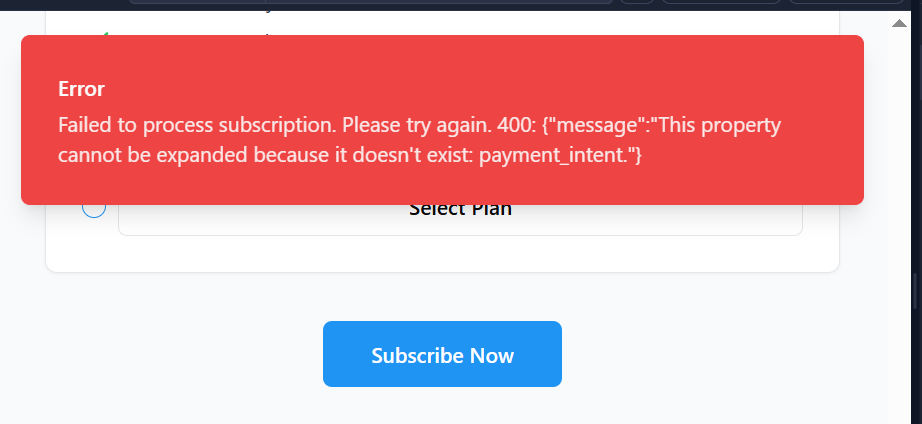 Error
Failed to process subscription. Please try again. 400: {"message":"This property
cannot be expanded because it doesn't exist: payment_intent."}
Select Plan
Subscribe Now